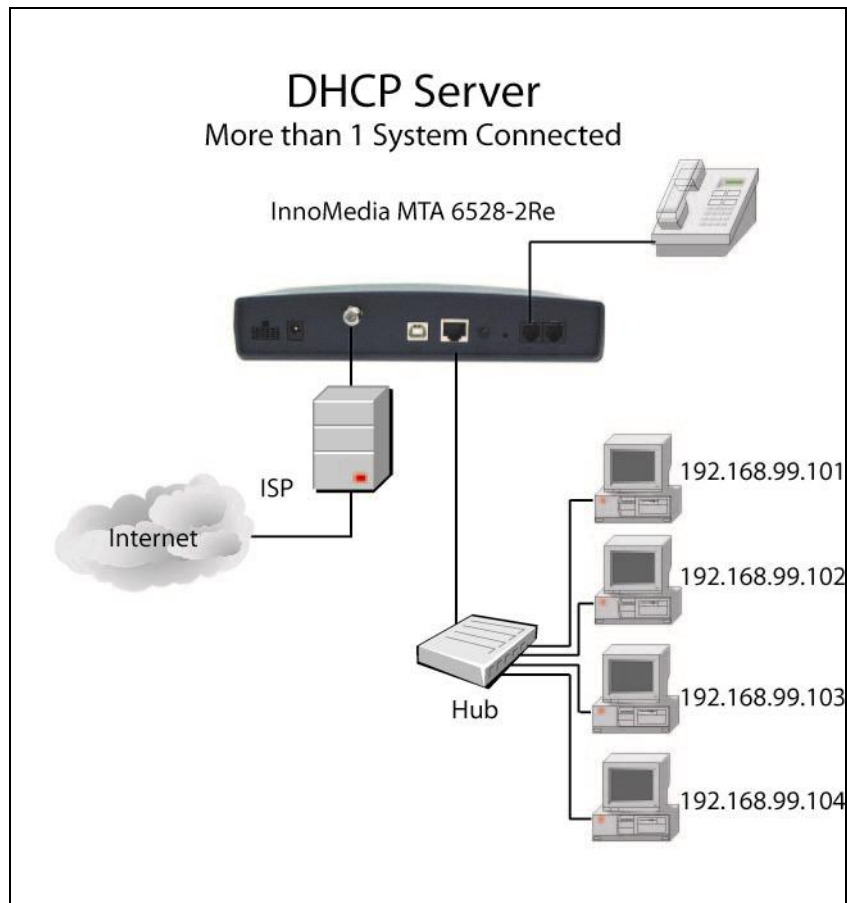 DHCP Server
More than 1 System Connected
InnoMedia MTA 6528-2Re
ISP
Internet
Hub
192.168.99.101
192.168.99.102
192.168.99.103
192.168.99.104